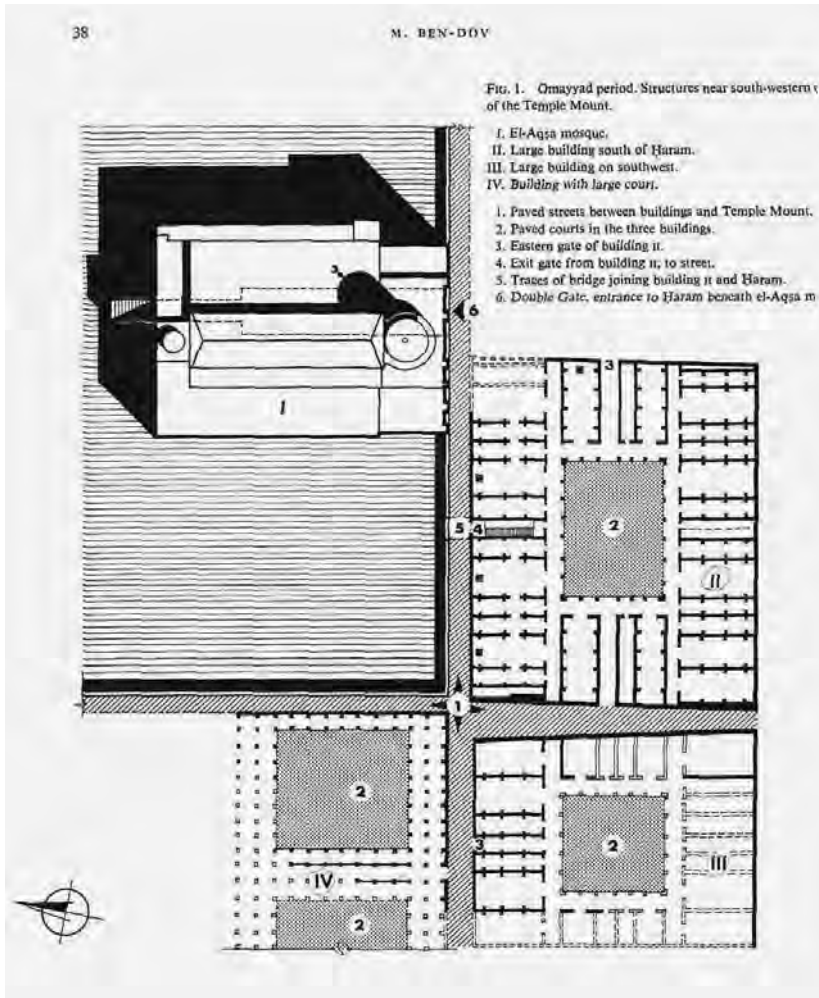 38
M. BEN-DOV
FIG. 1. Omayyad period. Structures near south-western
of the Temple Mount.
I. El-Aqsa mosque.
II. Large building south of Ḥaram.
III. Large building on southwest.
IV. Building with large court.
1. Paved streets between buildings and Temple Mount.
2. Paved courts in the three buildings.
3. Eastern gate of building II.
4. Exit gate from building II, to street.
5. Traces of bridge joining building II and Ḥaram.
6. Double Gate, entrance to Ḥaram beneath el-Aqsa m
3
6
3
I
5 4
2
II
1
2
2
3
III
IV
2